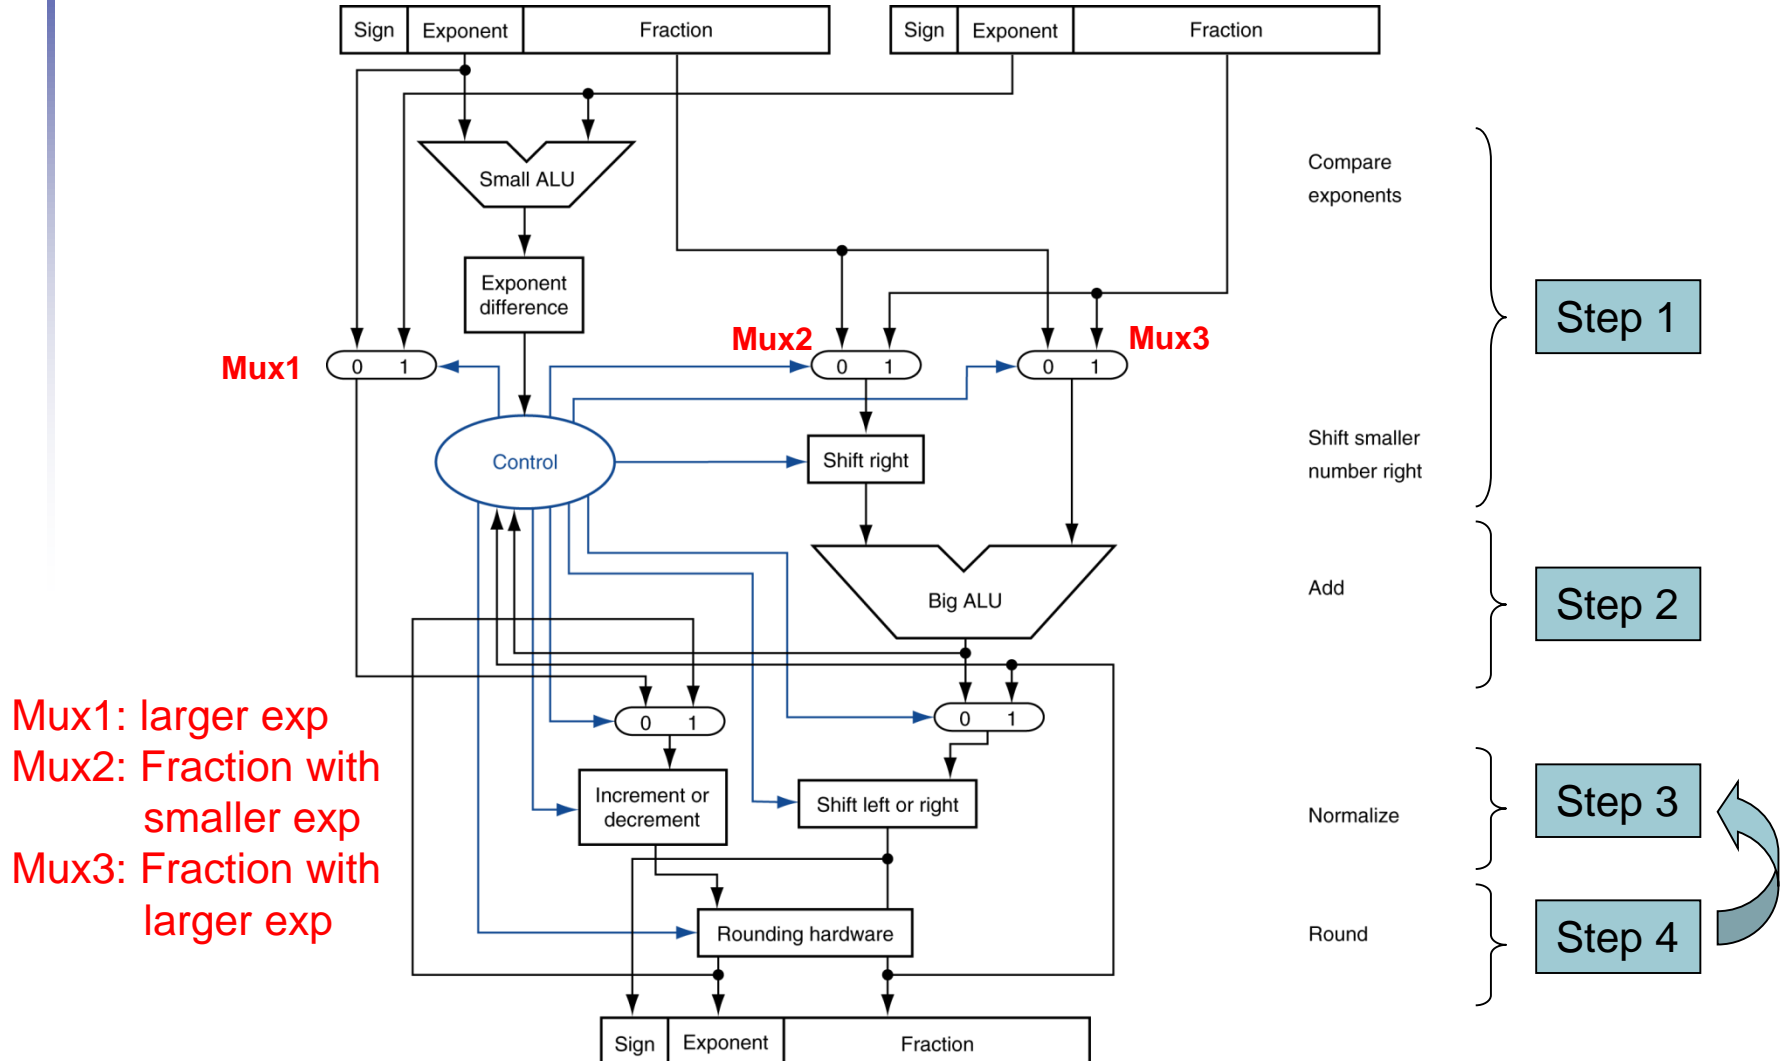 Sign Exponent Fraction
Sign Exponent Fraction
Small ALU
Compare
exponents
Exponent
difference
Step 1
Mux1
0 1
Mux2
0 1
Mux3
0 1
Control
Shift right
Shift smaller
number right
Big ALU
Add
Step 2
Mux1: larger exp
Mux2: Fraction with
smaller exp
Mux3: Fraction with
larger exp
0 1
0 1
Increment or
decrement
Shift left or right
Normalize
Step 3
Rounding hardware
Round
Step 4
Sign Exponent Fraction